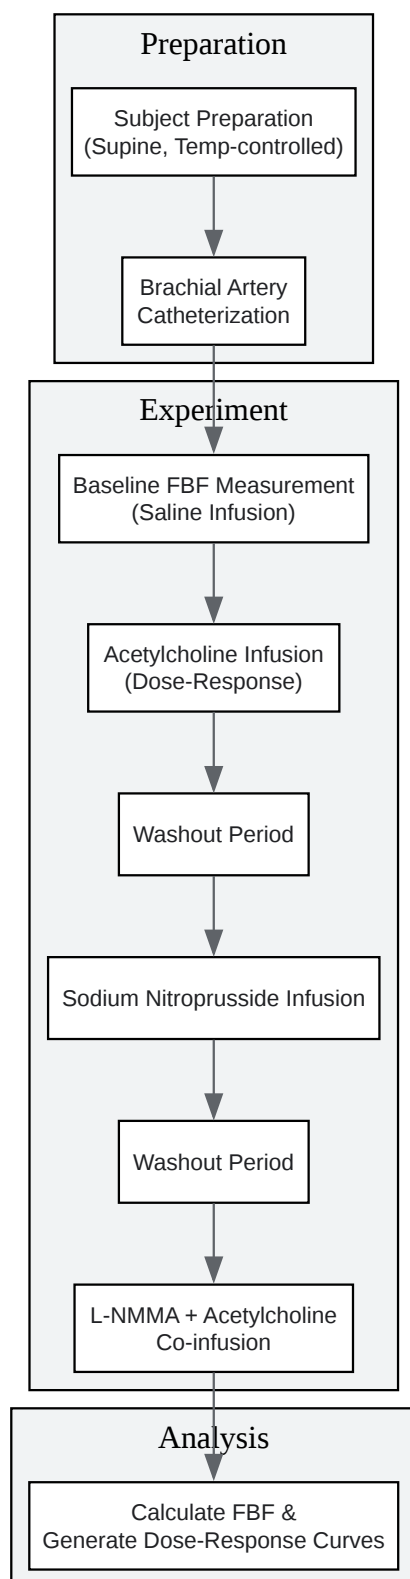 Preparation
Subject Preparation
(Supine, Temp-controlled)
Brachial Artery
Catheterization
Experiment
Baseline FBF Measurement
(Saline Infusion)
Acetylcholine Infusion
(Dose-Response)
Washout Period
Sodium Nitroprusside Infusion
Washout Period
L-NMMA + Acetylcholine
Co-infusion
Analysis
Calculate FBF &
Generate Dose-Response Curves